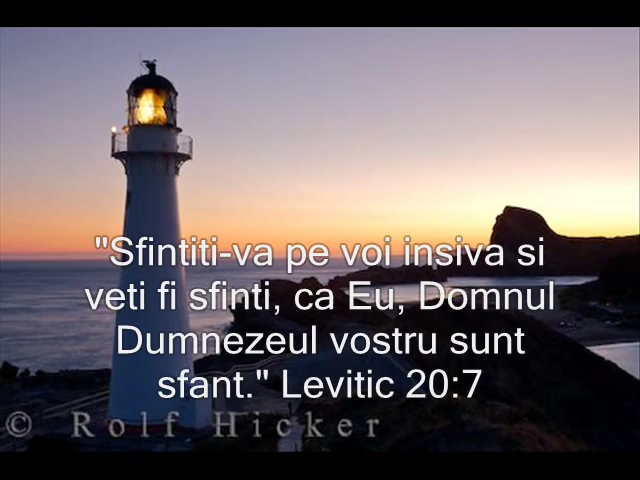 "Sfintiti-va pe voi insiva si
veti fi sfinti, ca Eu, Domnul
Dumnezeul vostru sunt
sfant." Levitic 20:7
© Rolf Hicker